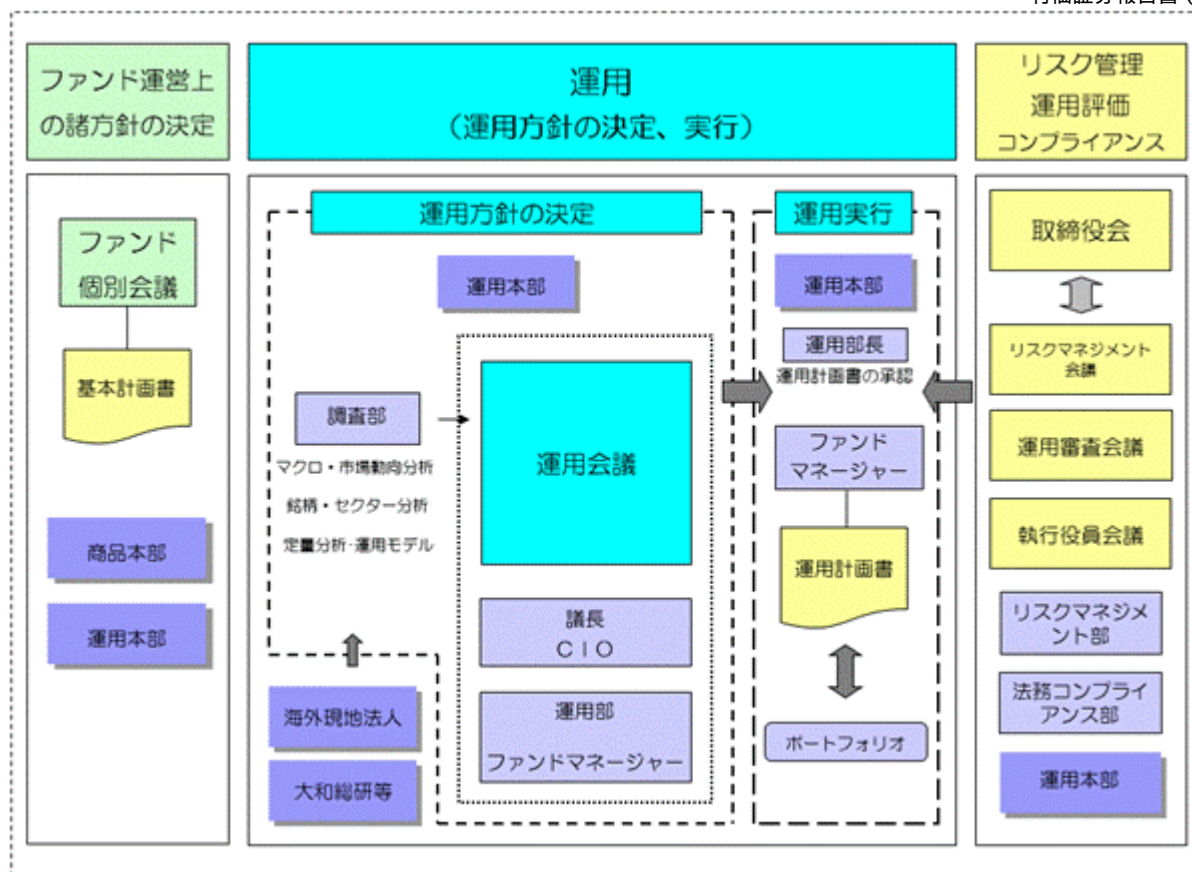 ファンド運営上
の諸方針の決定
運用
（運用方針の決定、実行）
リスク管理
運用評価
コンプライアンス
ファンド
個別会議
基本計画書
商品本部
運用本部
運用方針の決定
運用本部
調査部
マクロ・市場動向分析
銘柄・セクター分析
定量分析・運用モデル
運用会議
議長
ＣＩＯ
運用部
ファンドマネージャー
海外現地法人
大和総研等
運用実行
運用本部
運用部長
運用計画書の承認
ファンド
マネージャー
運用計画書
ポートフォリオ
取締役会
リスクマネジメント
会議
運用審査会議
執行役員会議
リスクマネジメ
ント部
法務コンプライ
アンス部
運用本部